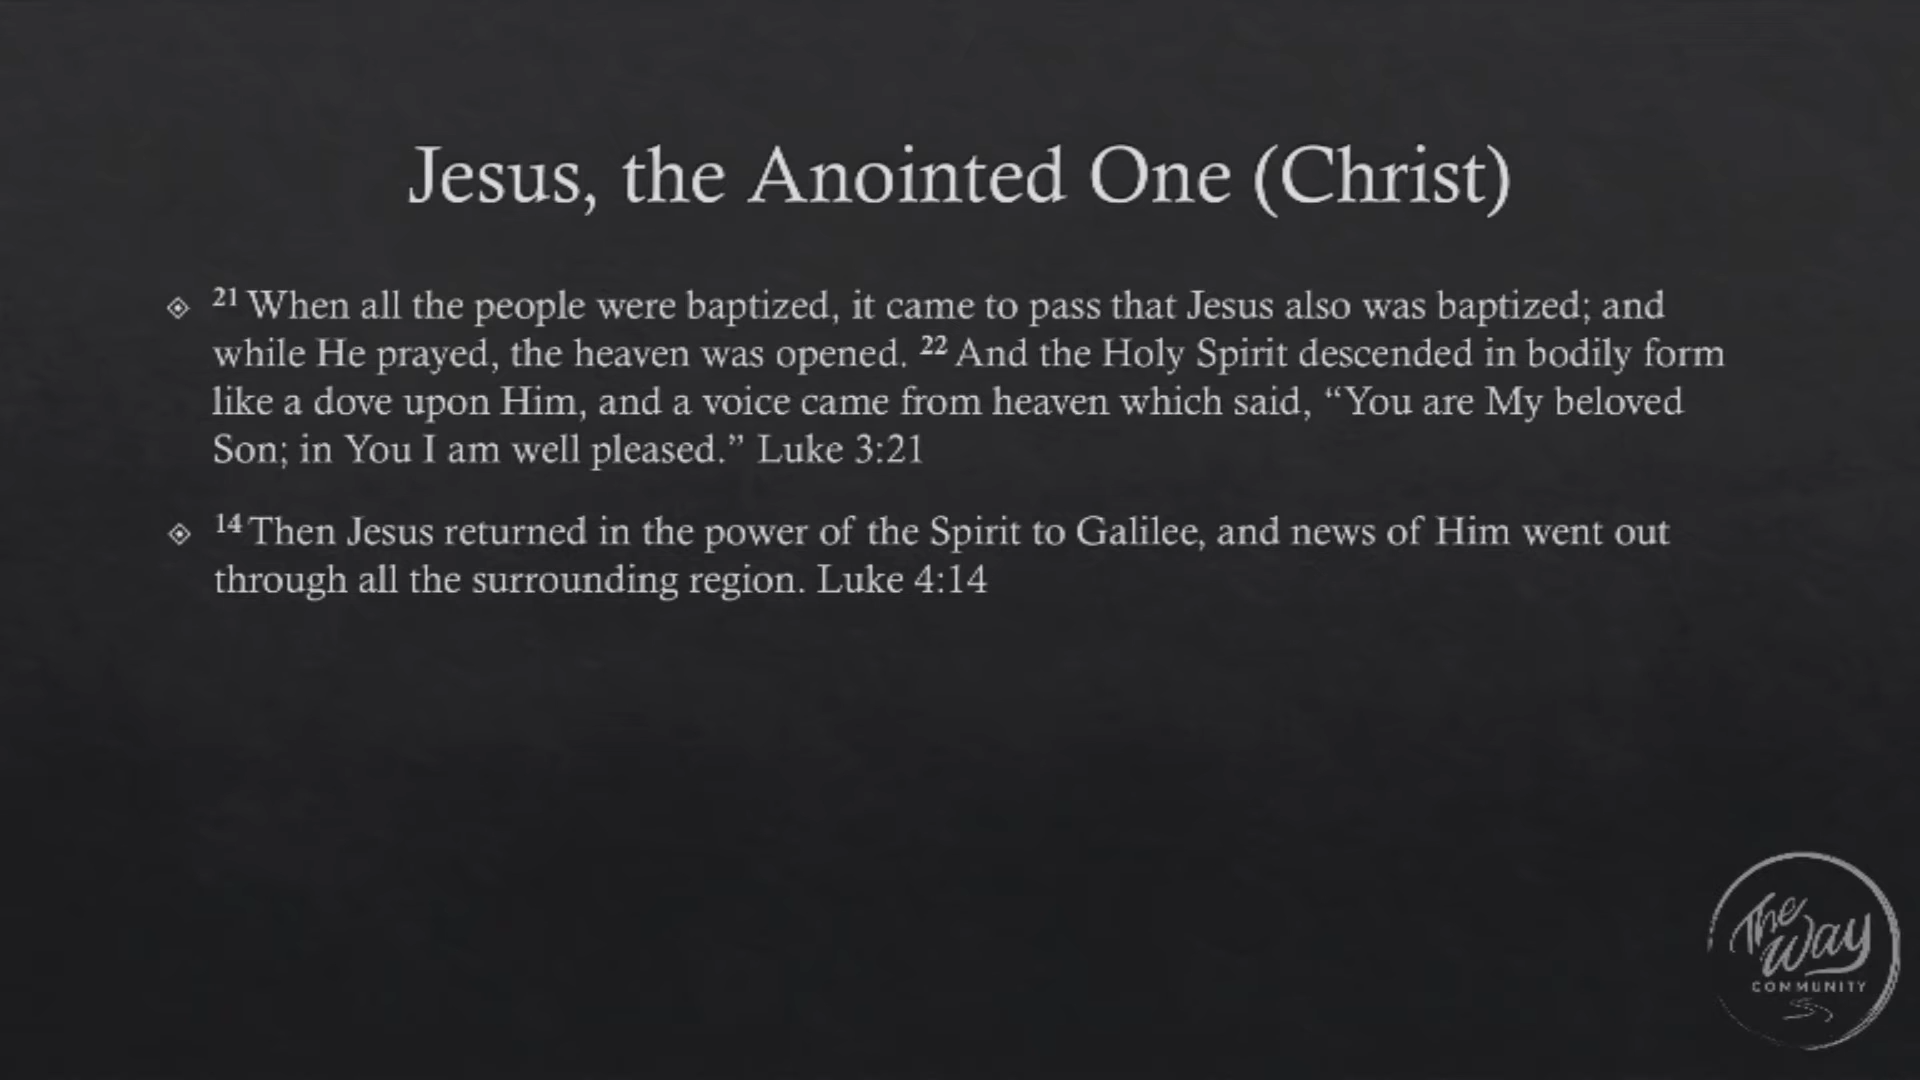 Jesus, the Anointed One (Christ)
21 When all the people were baptized, it came to pass that Jesus also was baptized; and
while He prayed, the heaven was opened. 22 And the Holy Spirit descended in bodily form
like a dove upon Him, and a voice came from heaven which said, “You are My beloved
Son; in You I am well pleased.” Luke 3:21
14 Then Jesus returned in the power of the Spirit to Galilee, and news of Him went out
through all the surrounding region. Luke 4:14
The
Way
COMMUNITY